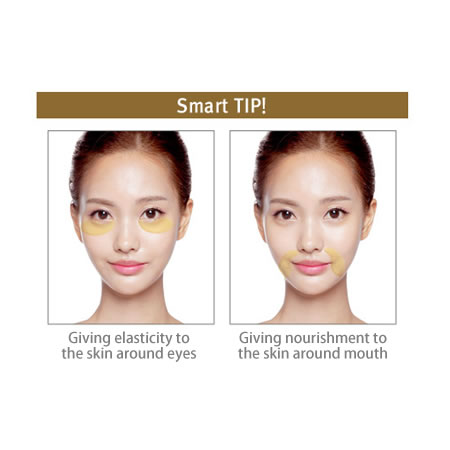 Smart TIP!
Giving elasticity to
the skin around eyes
Giving nourishment to
the skin around mouth